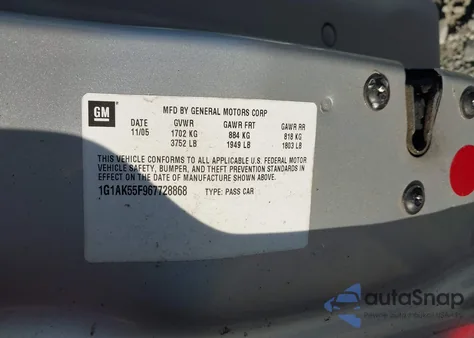 GM
MFD BY GENERAL MOTORS CORP
DATE GVWR GAWR FRT GAWR RR
11/05 1702 KG 884 KG 818 KG
3752 LB 1949 LB 1803 LB
THIS VEHICLE CONFORMS TO ALL APPLICABLE U.S. FEDERAL MOTOR
VEHICLE SAFETY, BUMPER, AND THEFT PREVENTION STANDARDS IN
EFFECT ON THE DATE OF MANUFACTURE SHOWN ABOVE.
1G1AK55F967728868 TYPE: PASS CAR
autoSnap